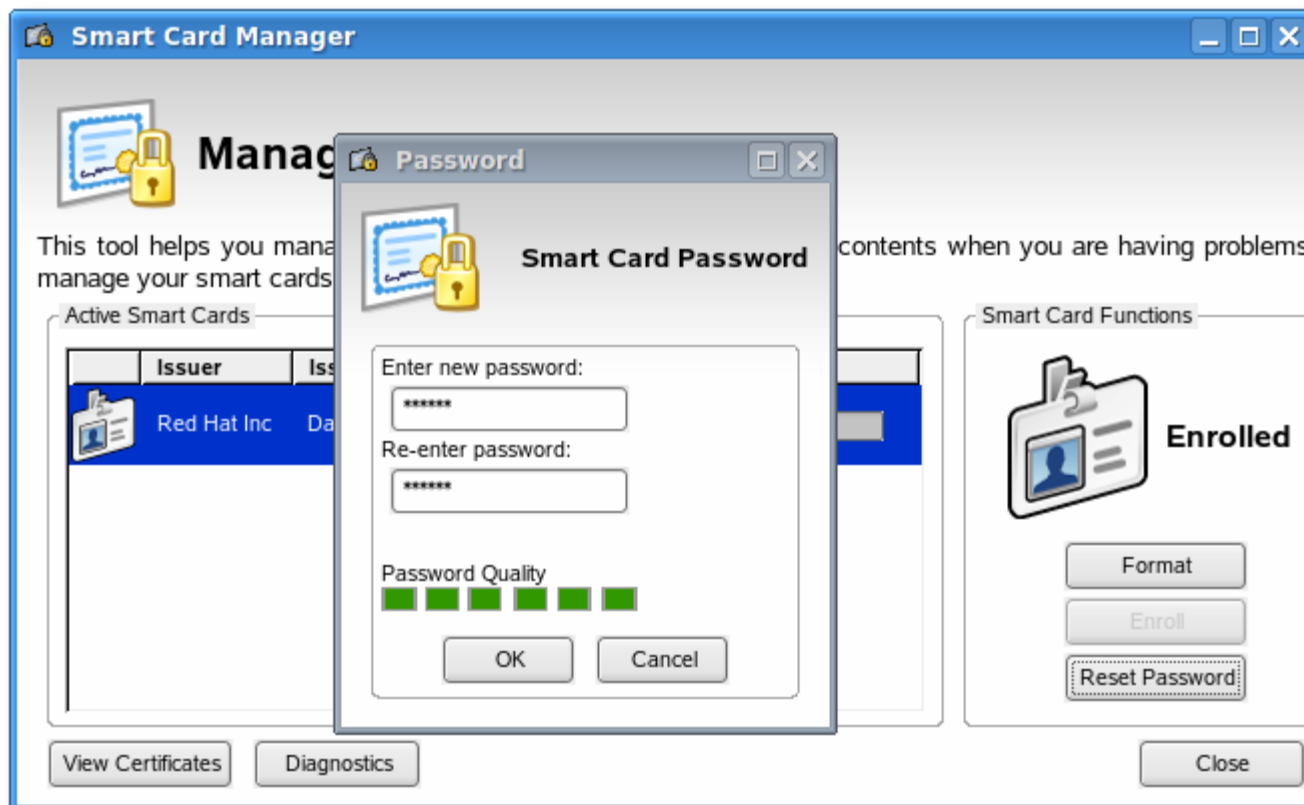 Smart Card Manager
Manag
Password
Smart Card Password
This tool helps you mana
contents when you are having problems
manage your smart cards
Active Smart Cards
Issuer Iss
Red Hat Inc Da
Enter new password:
******
Re-enter password:
******
Password Quality
OK Cancel
Smart Card Functions
Enrolled
Format
Enroll
Reset Password
View Certificates Diagnostics Close